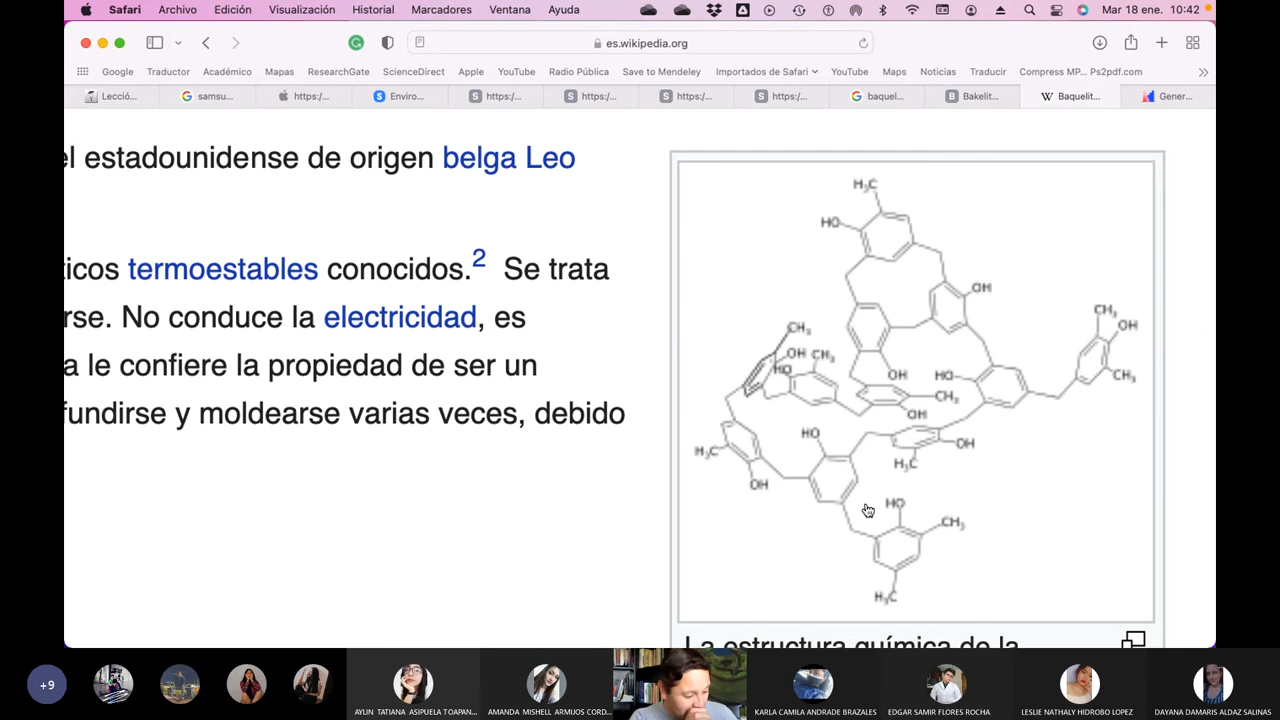 Safari Archivo Edición Visualización Historial Marcadores Ventana Ayuda Mar 18 ene. 10:42
es.wikipedia.org
Google Traductor Académico Mapas ResearchGate ScienceDirect Apple YouTube Radio Pública Save to Mendeley Importados de Safari YouTube Maps Noticias Traducir Compress MP... Ps2pdf.com
Lecció... samsu... https:/... Enviro... https:/... https:/... https:/... https:/... baquel... Bakelit... Baquelit... Gener...
el estadounidense de origen belga Leo
ticos termoestables conocidos.2 Se trata
rse. No conduce la electricidad, es
a le confiere la propiedad de ser un
fundirse y moldearse varias veces, debido
H3C
HO
OH
CH3
OH
CH3
OH CH3
HO
OH
HO
CH3
CH3
OH
HO
OH
H3C
H3C
OH
HO
CH3
H3C
La estructura química de la
+9
AYLIN TATIANA ASIPUELA TOAPAN...
AMANDA MISHELL ARMIJOS CORD...
KARLA CAMILA ANDRADE BRAZALES
EDGAR SAMIR FLORES ROCHA
LESLIE NATHALY HIDROBO LOPEZ
DAYANA DAMARIS ALDAZ SALINAS